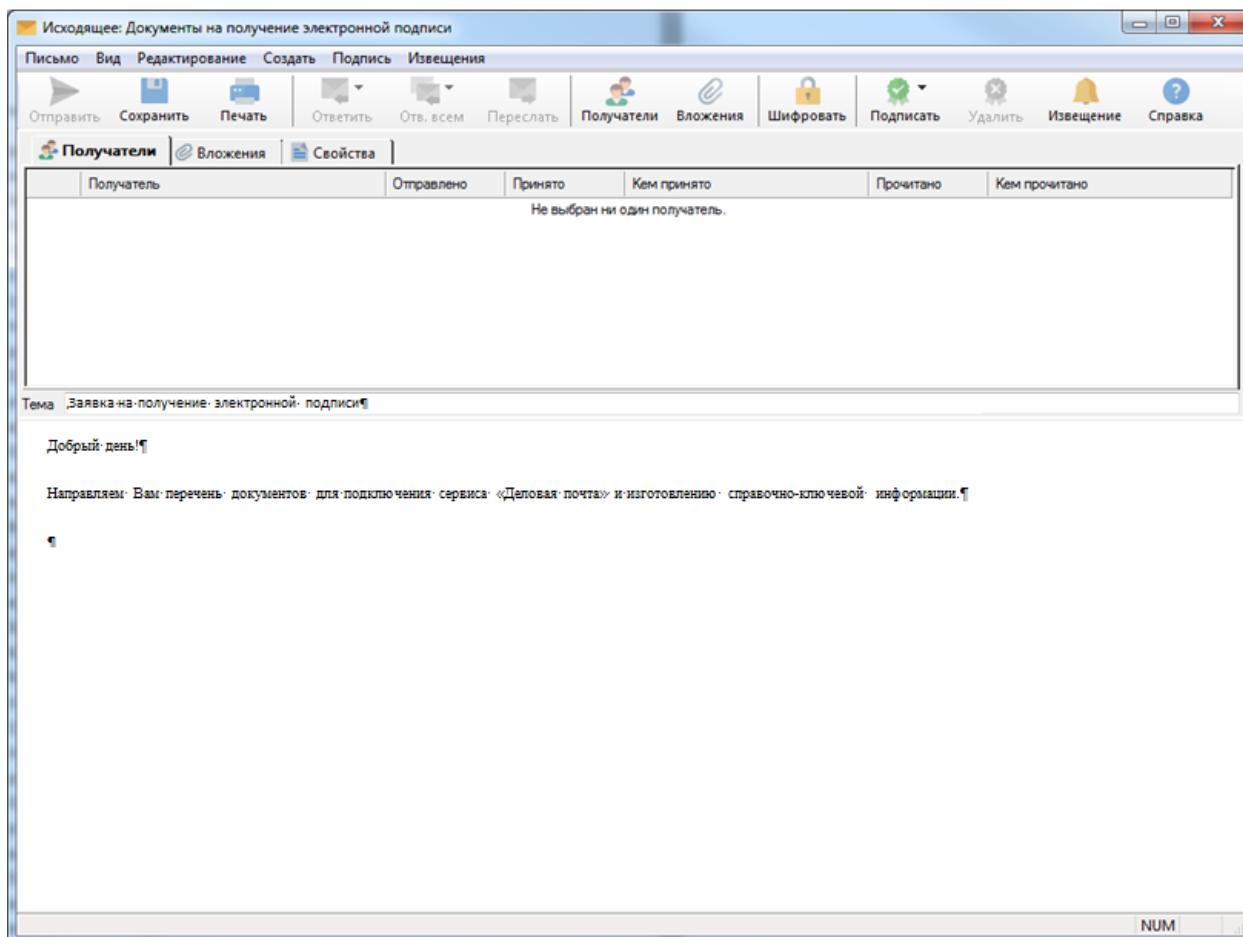 Исходящее: Документы на получение электронной подписи
Письмо Вид Редактирование Создать Подпись Извещения
Отправить Сохранить Печать Ответить Отв. всем Переслать Получатели Вложения Шифровать Подписать Удалить Извещение Справка
Получатели Вложения Свойства
Получатель Отправлено Принято Кем принято Прочитано Кем прочитано
Не выбран ни один получатель.
Тема Заявка·на·получение· электронной· подписи¶
Добрый·день!¶
Направляем· Вам·перечень· документов· для·подключения· сервиса· «Деловая·почта»·и·изготовлению· справочно-ключевой· информации.¶
¶
NUM